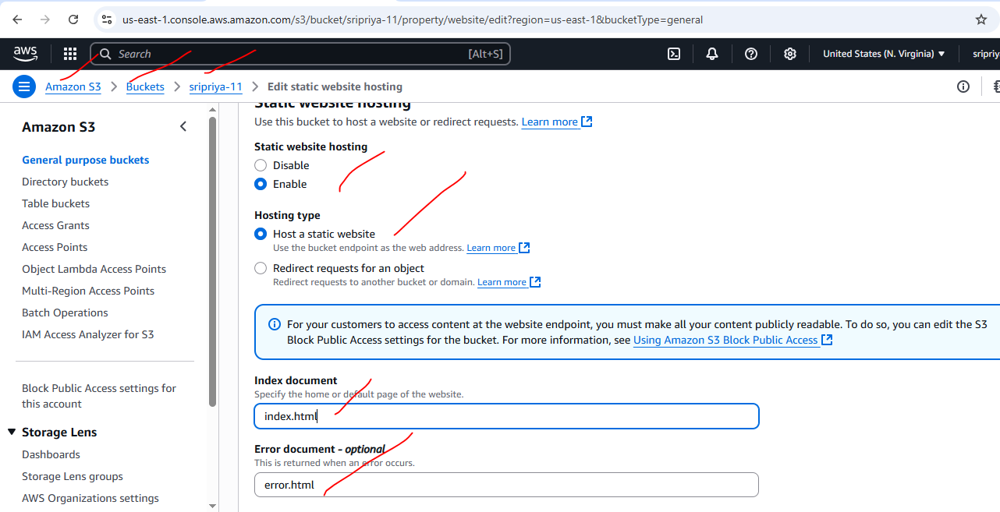 us-east-1.console.aws.amazon.com/s3/bucket/sripriya-11/property/website/edit?region=us-east-1&bucketType=general
aws
Search
[Alt+S]
United States (N. Virginia)
sripriy
Amazon S3 > Buckets > sripriya-11 > Edit static website hosting
Amazon S3
General purpose buckets
Directory buckets
Table buckets
Access Grants
Access Points
Object Lambda Access Points
Multi-Region Access Points
Batch Operations
IAM Access Analyzer for S3
Block Public Access settings for
this account
Storage Lens
Dashboards
Storage Lens groups
AWS Organizations settings
Static website hosting
Use this bucket to host a website or redirect requests. Learn more
Static website hosting
Disable
Enable
Hosting type
Host a static website
Use the bucket endpoint as the web address. Learn more
Redirect requests for an object
Redirect requests to another bucket or domain. Learn more
For your customers to access content at the website endpoint, you must make all your content publicly readable. To do so, you can edit the S3
Block Public Access settings for the bucket. For more information, see Using Amazon S3 Block Public Access
Index document
Specify the home or default page of the website.
index.html
Error document - optional
This is returned when an error occurs.
error.html